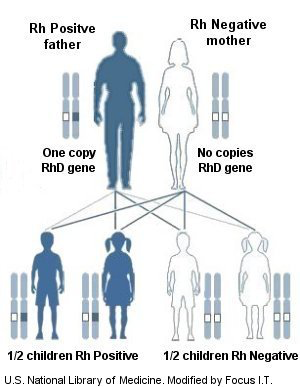 Rh Positve
father
Rh Negative
mother
One copy
RhD gene
No copies
RhD gene
1/2 children Rh Positive
1/2 children Rh Negative
U.S. National Library of Medicine. Modified by Focus I.T.